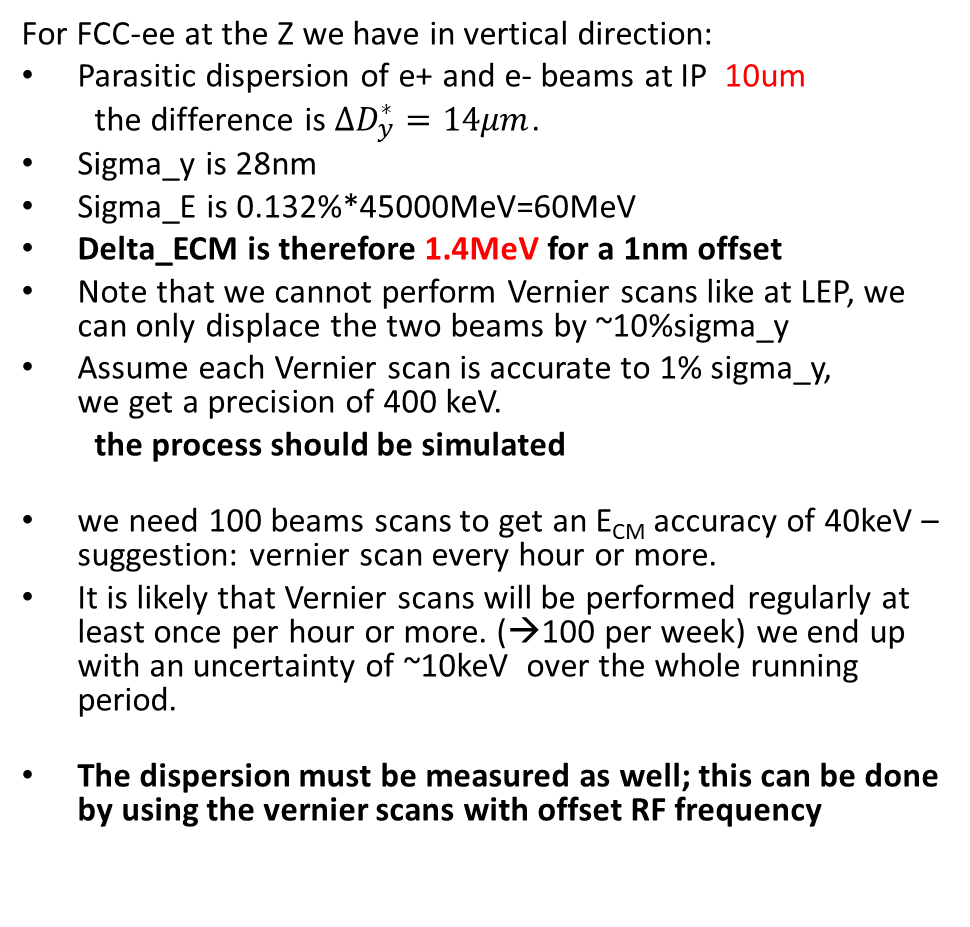 For FCC-ee at the Z we have in vertical direction:
• Parasitic dispersion of e+ and e- beams at IP 10um
the difference is ΔD*y = 14μm.
• Sigma_y is 28nm
• Sigma_E is 0.132%*45000MeV=60MeV
• Delta_ECM is therefore 1.4MeV for a 1nm offset
• Note that we cannot perform Vernier scans like at LEP, we
can only displace the two beams by ~10%sigma_y
• Assume each Vernier scan is accurate to 1% sigma_y,
we get a precision of 400 keV.
the process should be simulated
• we need 100 beams scans to get an ECM accuracy of 40keV –
suggestion: vernier scan every hour or more.
• It is likely that Vernier scans will be performed regularly at
least once per hour or more. (→100 per week) we end up
with an uncertainty of ~10keV over the whole running
period.
• The dispersion must be measured as well; this can be done
by using the vernier scans with offset RF frequency